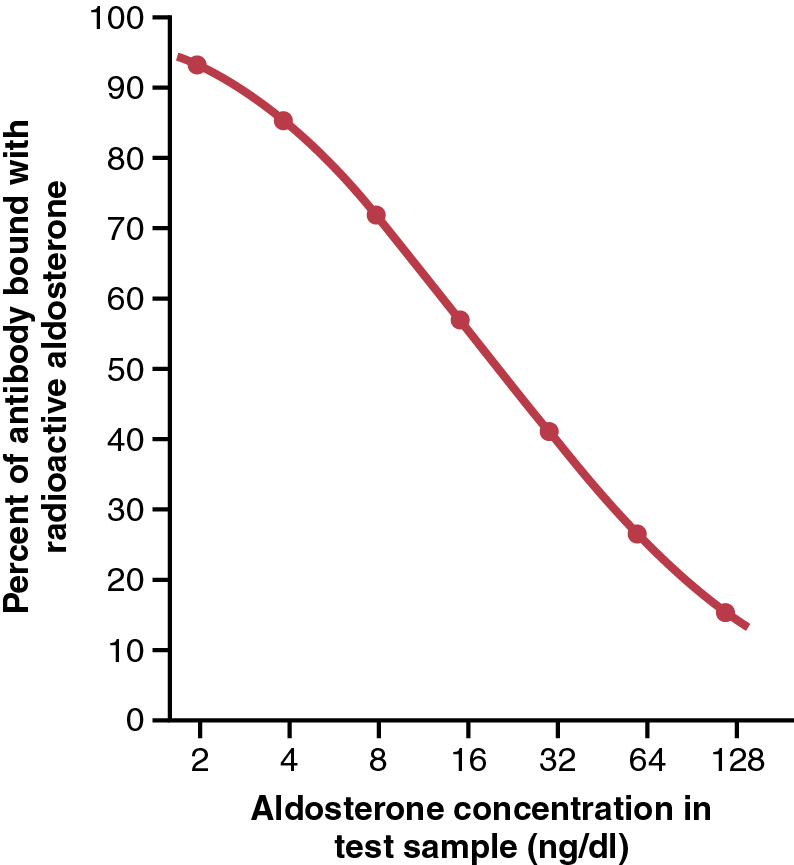 100
90
80
70
60
50
40
30
20
10
0
Percent of antibody bound with
radioactive aldosterone
2 4 8 16 32 64 128
Aldosterone concentration in
test sample (ng/dl)